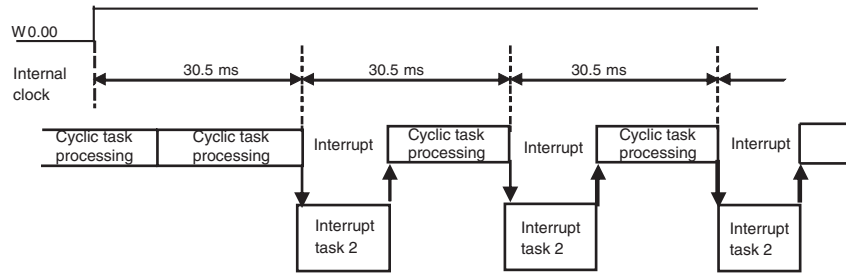 W0.00
Internal
clock
30.5 ms
30.5 ms
30.5 ms
Cyclic task
processing
Cyclic task
processing
Interrupt
Cyclic task
processing
Interrupt
Cyclic task
processing
Interrupt
Interrupt
task 2
Interrupt
task 2
Interrupt
task 2